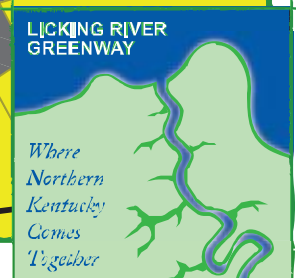 LICKING RIVER
GREENWAY
Where
Northern
Kentucky
Comes
Together